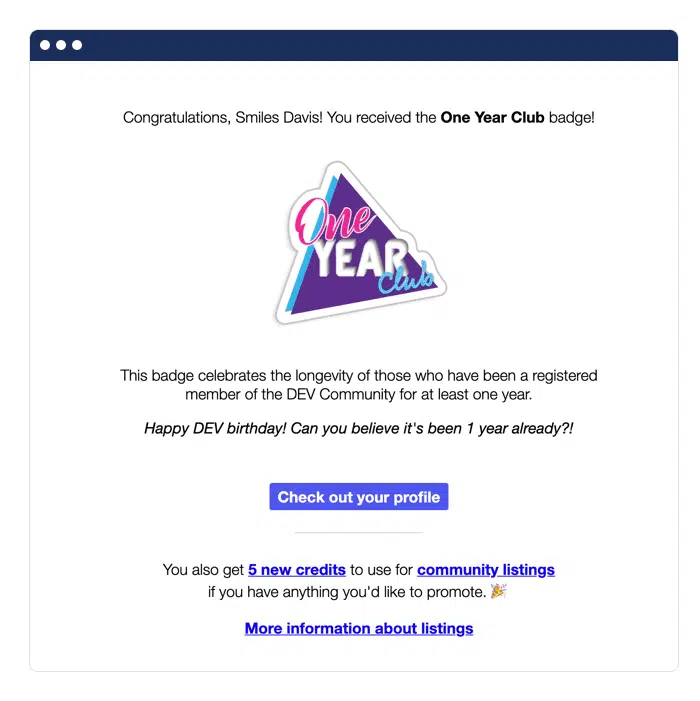 Congratulations, Smiles Davis! You received the One Year Club badge!
One
YEAR
Club
This badge celebrates the longevity of those who have been a registered
member of the DEV Community for at least one year.
Happy DEV birthday! Can you believe it's been 1 year already?!
Check out your profile
You also get 5 new credits to use for community listings
if you have anything you'd like to promote. 🎉
More information about listings